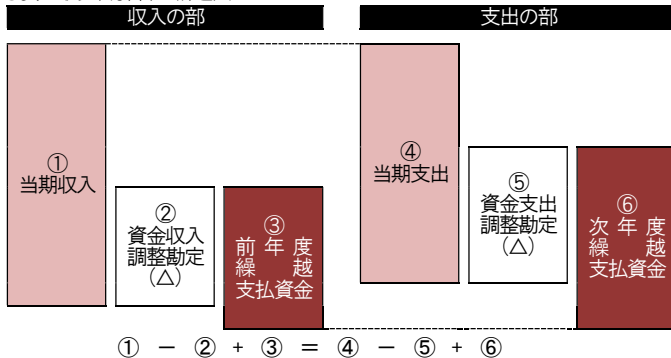 収入の部
支出の部
①
当期収入
②
資金収入
調整勘定
(△)
③
前年度
繰越
支払資金
④
当期支出
⑤
資金支出
調整勘定
(△)
⑥
次年度
繰越
支払資金
① － ② + ③ = ④ － ⑤ + ⑥